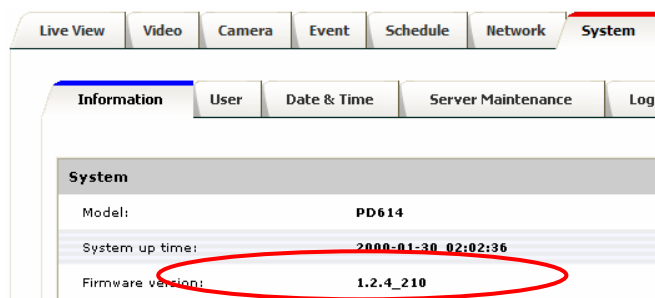 Live View Video Camera Event Schedule Network System
Information User Date & Time Server Maintenance Log
System
Model: PD614
System up time: 2000-01-30 02:02:36
Firmware version: 1.2.4_210